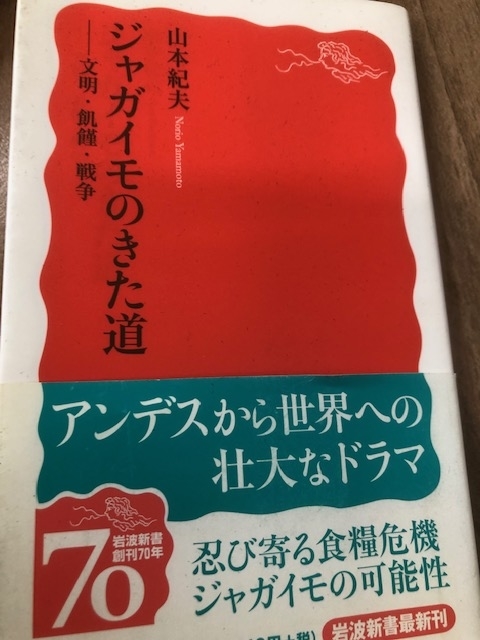 山本紀夫 Norio Yamamoto
ジャガイモのきた道
――文明・飢饉・戦争
アンデスから世界への
壮大なドラマ
岩波新書
創刊70年
70
忍び寄る食糧危機
ジャガイモの可能性
円+税)
岩波新書最新刊